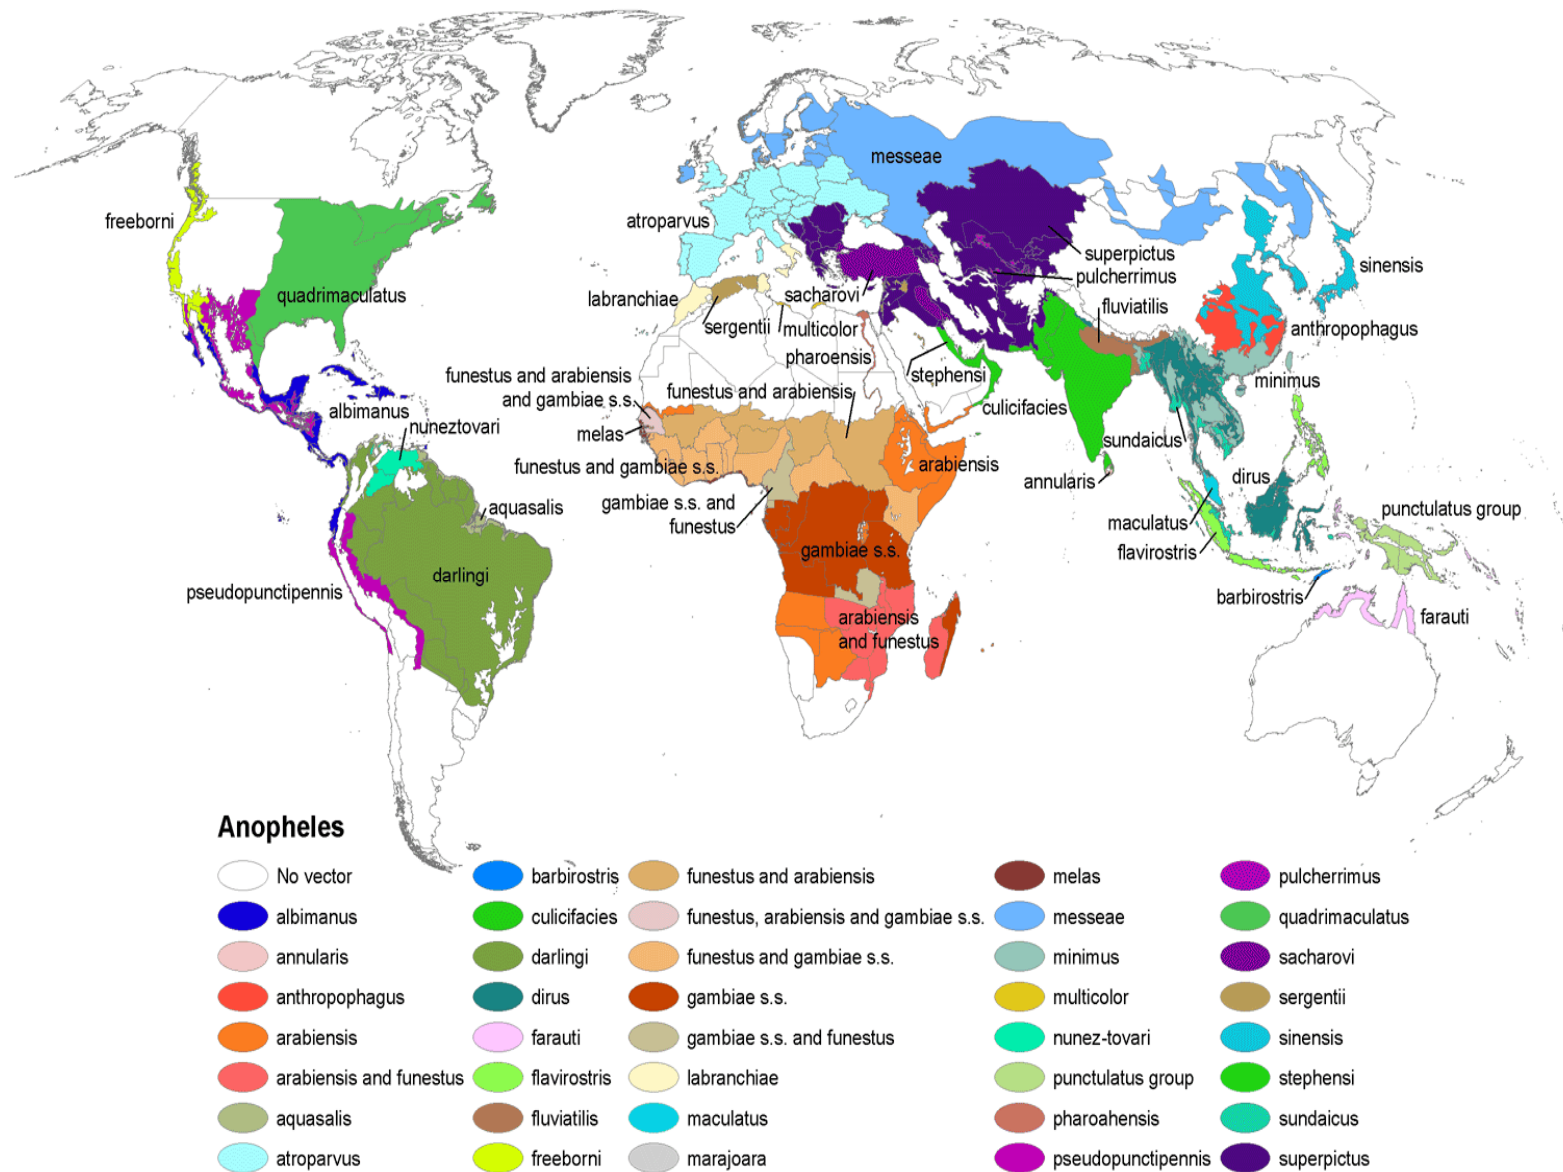 messeae
freeborni
atroparvus
superpictus
pulcherrimus
sinensis
quadrimaculatus
labranchiae
sacharovi
fluviatilis
sergentii
multicolor
anthropophagus
pharoensis
funestus and arabiensis
and gambiae s.s.
funestus and arabiensis
stephensi
minimus
albimanus
nuneztovari
melas
culicifacies
sundaicus
funestus and gambiae s.s.
arabiensis
annularis
dirus
gambiae s.s. and
funestus
aquasalis
maculatus
punctulatus group
flavirostris
gambiae s.s.
darlingi
pseudopunctipennis
barbirostris
arabiensis
and funestus
farauti
Anopheles
No vector
albimanus
annularis
anthropophagus
arabiensis
arabiensis and funestus
aquasalis
atroparvus
barbirostris
culicifacies
darlingi
dirus
farauti
flavirostris
fluviatilis
freeborni
funestus and arabiensis
funestus, arabiensis and gambiae s.s.
funestus and gambiae s.s.
gambiae s.s.
gambiae s.s. and funestus
labranchiae
maculatus
marajoara
melas
messeae
minimus
multicolor
nunez-tovari
punctulatus group
pharoahensis
pseudopunctipennis
pulcherrimus
quadrimaculatus
sacharovi
sergentii
sinensis
stephensi
sundaicus
superpictus